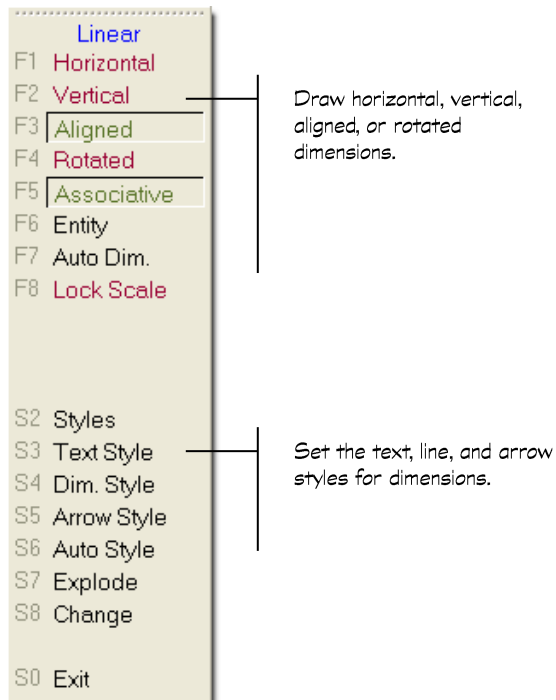 Linear
F1 Horizontal
F2 Vertical
F3 Aligned
F4 Rotated
F5 Associative
F6 Entity
F7 Auto Dim.
F8 Lock Scale
Draw horizontal, vertical,
aligned, or rotated
dimensions.
S2 Styles
S3 Text Style
S4 Dim. Style
S5 Arrow Style
S6 Auto Style
S7 Explode
S8 Change
S0 Exit
Set the text, line, and arrow
styles for dimensions.